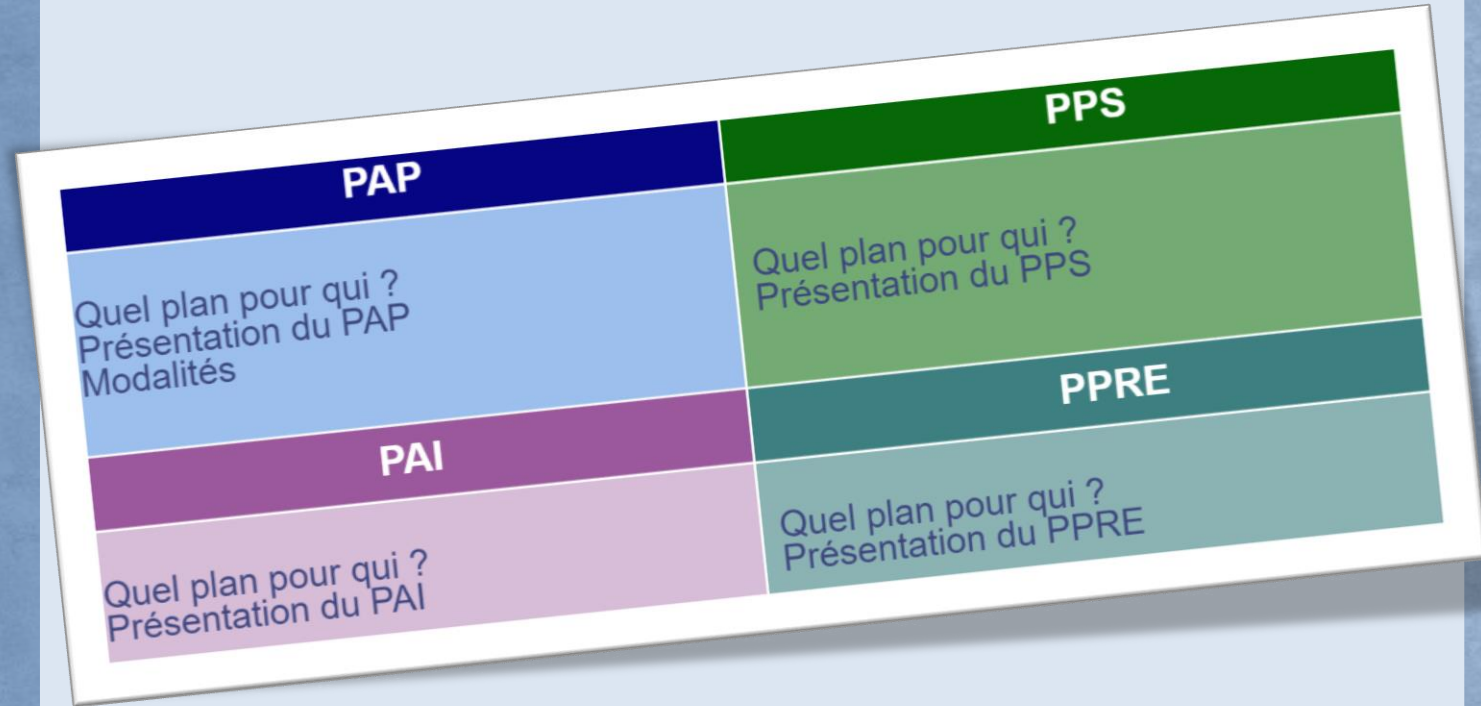 PAP
Quel plan pour qui ?
Présentation du PAP
Modalités
PPS
Quel plan pour qui ?
Présentation du PPS
PAI
Quel plan pour qui ?
Présentation du PAI
PPRE
Quel plan pour qui ?
Présentation du PPRE